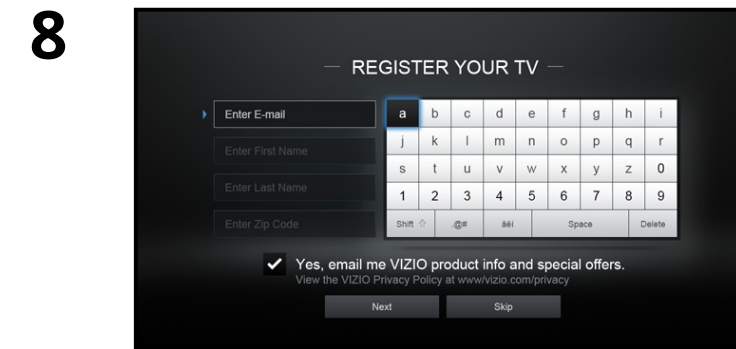 8
REGISTER YOUR TV
Enter E-mail
Enter First Name
Enter Last Name
Enter Zip Code
a b c d e f g h i
j k l m n o p q r
s t u v w x y z 0
1 2 3 4 5 6 7 8 9
Shift .@# âêi Space Delete
Yes, email me VIZIO product info and special offers.
View the VIZIO Privacy Policy at www/vizio.com/privacy
Next Skip